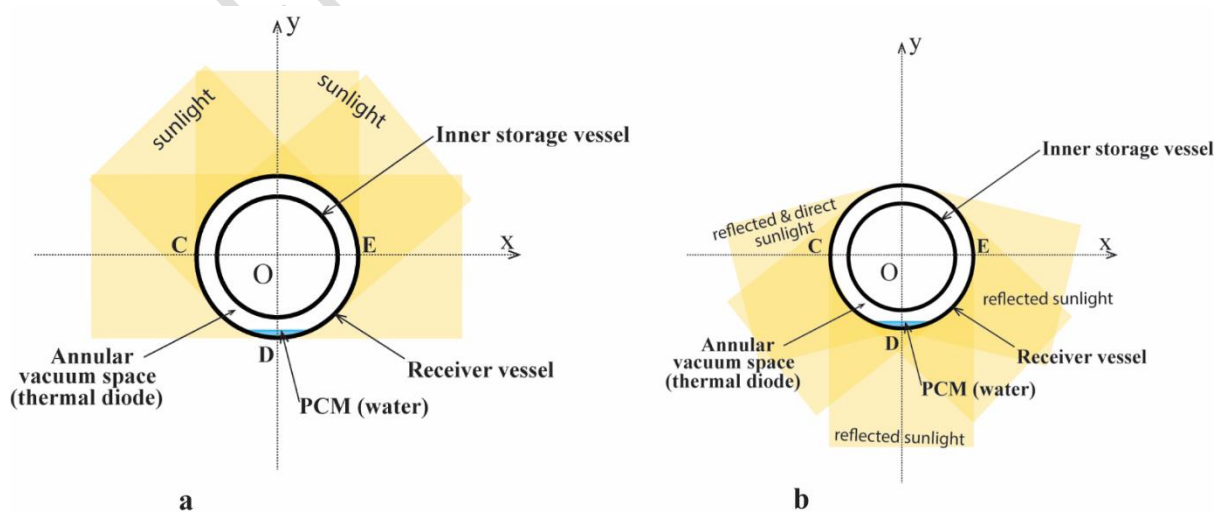 y
sunlight
sunlight
Inner storage vessel
C
E
x
O
Annular
vacuum space
(thermal diode)
D
Receiver vessel
PCM (water)
a
y
Inner storage vessel
reflected & direct
sunlight
C
E
x
O
reflected sunlight
Annular
vacuum space
(thermal diode)
D
Receiver vessel
PCM (water)
reflected sunlight
b